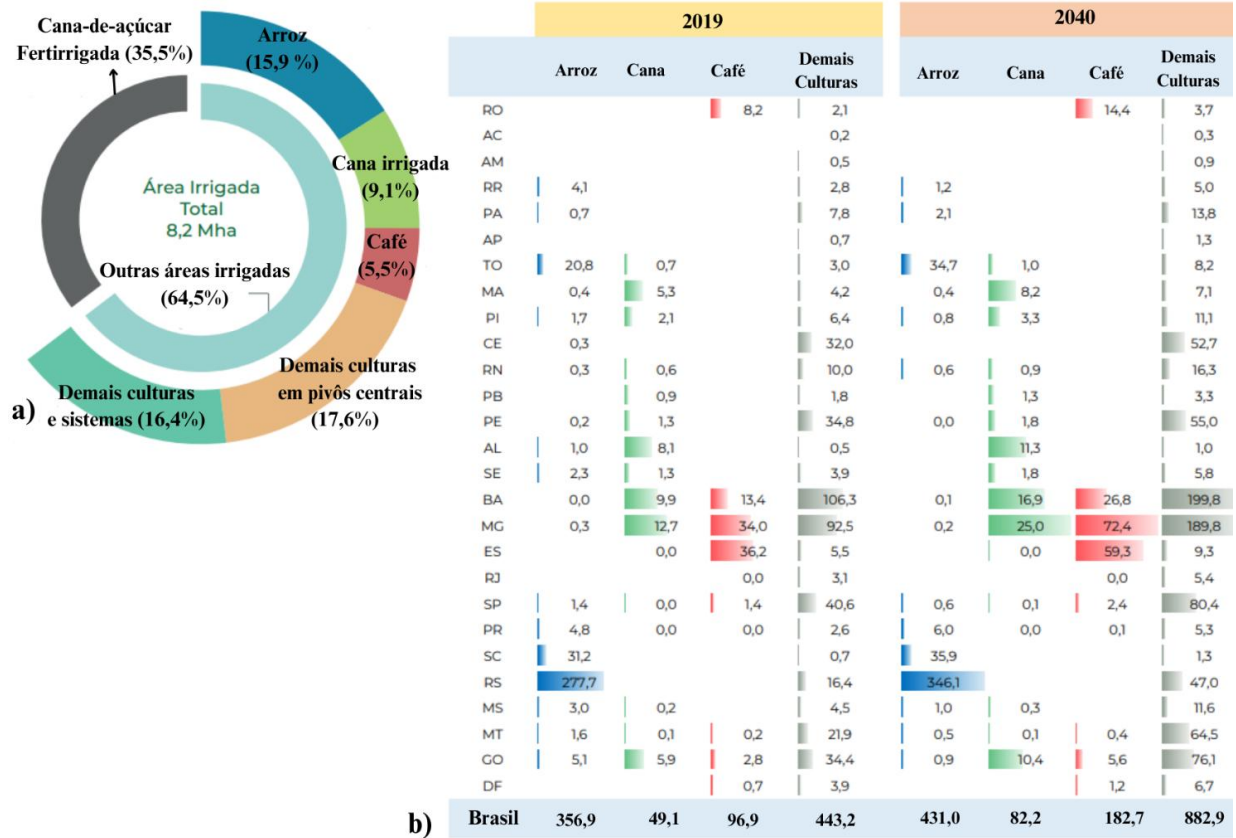 Cana-de-açúcar
Fertirrigada (35,5%)
Arroz
(15,9 %)
Cana irrigada
(9,1%)
Área Irrigada
Total
8,2 Mha
Café
(5,5%)
Outras áreas irrigadas
(64,5%)
Demais culturas
em pivôs centrais
(17,6%)
Demais culturas
e sistemas (16,4%)
a)
2019 2040
Arroz Cana Café Demais Culturas Arroz Cana Café Demais Culturas
RO 8,2 2,1 14,4 3,7
AC 0,2 0,3
AM 0,5 0,9
RR 4,1 2,8 1,2 5,0
PA 0,7 7,8 2,1 13,8
AP 0,7 1,3
TO 20,8 0,7 3,0 34,7 1,0 8,2
MA 0,4 5,3 4,2 0,4 8,2 7,1
PI 1,7 2,1 6,4 0,8 3,3 11,1
CE 0,3 32,0 52,7
RN 0,3 0,6 10,0 0,6 0,9 16,3
PB 0,9 1,8 1,3 3,3
PE 0,2 1,3 34,8 0,0 1,8 55,0
AL 1,0 8,1 0,5 11,3 1,0
SE 2,3 1,3 3,9 1,8 5,8
BA 0,0 9,9 13,4 106,3 0,1 16,9 26,8 199,8
MG 0,3 12,7 34,0 92,5 0,2 25,0 72,4 189,8
ES 0,0 36,2 5,5 0,0 59,3 9,3
RJ 0,0 3,1 0,0 5,4
SP 1,4 0,0 1,4 40,6 0,6 0,1 2,4 80,4
PR 4,8 0,0 0,0 2,6 6,0 0,0 0,1 5,3
SC 31,2 0,7 35,9 1,3
RS 277,7 16,4 346,1 47,0
MS 3,0 0,2 4,5 1,0 0,3 11,6
MT 1,6 0,1 0,2 21,9 0,5 0,1 0,4 64,5
GO 5,1 5,9 2,8 34,4 0,9 10,4 5,6 76,1
DF 0,7 3,9 1,2 6,7
Brasil 356,9 49,1 96,9 443,2 431,0 82,2 182,7 882,9
b)